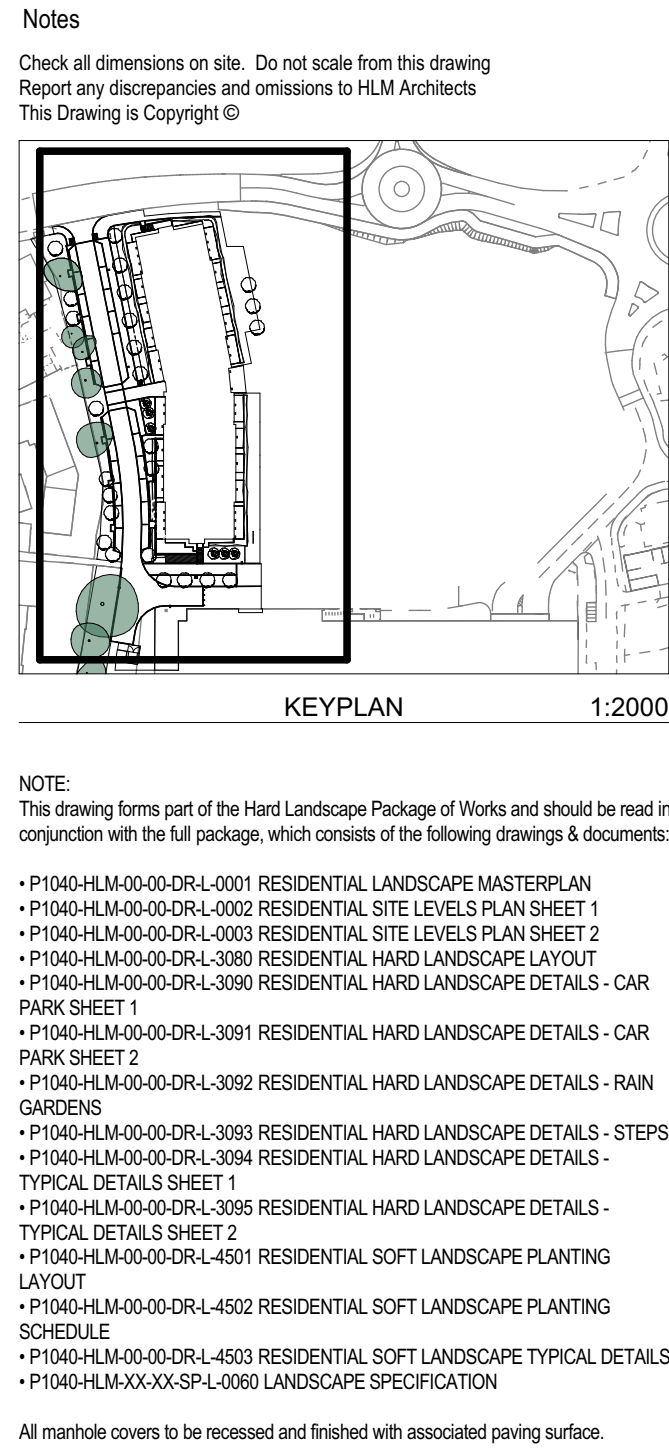 Notes
Check all dimensions on site. Do not scale from this drawing
Report any discrepancies and omissions to HLM Architects
This Drawing is Copyright ©
KEYPLAN 1:2000
NOTE:
This drawing forms part of the Hard Landscape Package of Works and should be read in
conjunction with the full package, which consists of the following drawings & documents:
• P1040-HLM-00-00-DR-L-0001 RESIDENTIAL LANDSCAPE MASTERPLAN
• P1040-HLM-00-00-DR-L-0002 RESIDENTIAL SITE LEVELS PLAN SHEET 1
• P1040-HLM-00-00-DR-L-0003 RESIDENTIAL SITE LEVELS PLAN SHEET 2
• P1040-HLM-00-00-DR-L-3080 RESIDENTIAL HARD LANDSCAPE LAYOUT
• P1040-HLM-00-00-DR-L-3090 RESIDENTIAL HARD LANDSCAPE DETAILS - CAR
PARK SHEET 1
• P1040-HLM-00-00-DR-L-3091 RESIDENTIAL HARD LANDSCAPE DETAILS - CAR
PARK SHEET 2
• P1040-HLM-00-00-DR-L-3092 RESIDENTIAL HARD LANDSCAPE DETAILS - RAIN
GARDENS
• P1040-HLM-00-00-DR-L-3093 RESIDENTIAL HARD LANDSCAPE DETAILS - STEPS
• P1040-HLM-00-00-DR-L-3094 RESIDENTIAL HARD LANDSCAPE DETAILS -
TYPICAL DETAILS SHEET 1
• P1040-HLM-00-00-DR-L-3095 RESIDENTIAL HARD LANDSCAPE DETAILS -
TYPICAL DETAILS SHEET 2
• P1040-HLM-00-00-DR-L-4501 RESIDENTIAL SOFT LANDSCAPE PLANTING
LAYOUT
• P1040-HLM-00-00-DR-L-4502 RESIDENTIAL SOFT LANDSCAPE PLANTING
SCHEDULE
• P1040-HLM-00-00-DR-L-4503 RESIDENTIAL SOFT LANDSCAPE TYPICAL DETAILS
• P1040-HLM-XX-XX-SP-L-0060 LANDSCAPE SPECIFICATION
All manhole covers to be recessed and finished with associated paving surface.